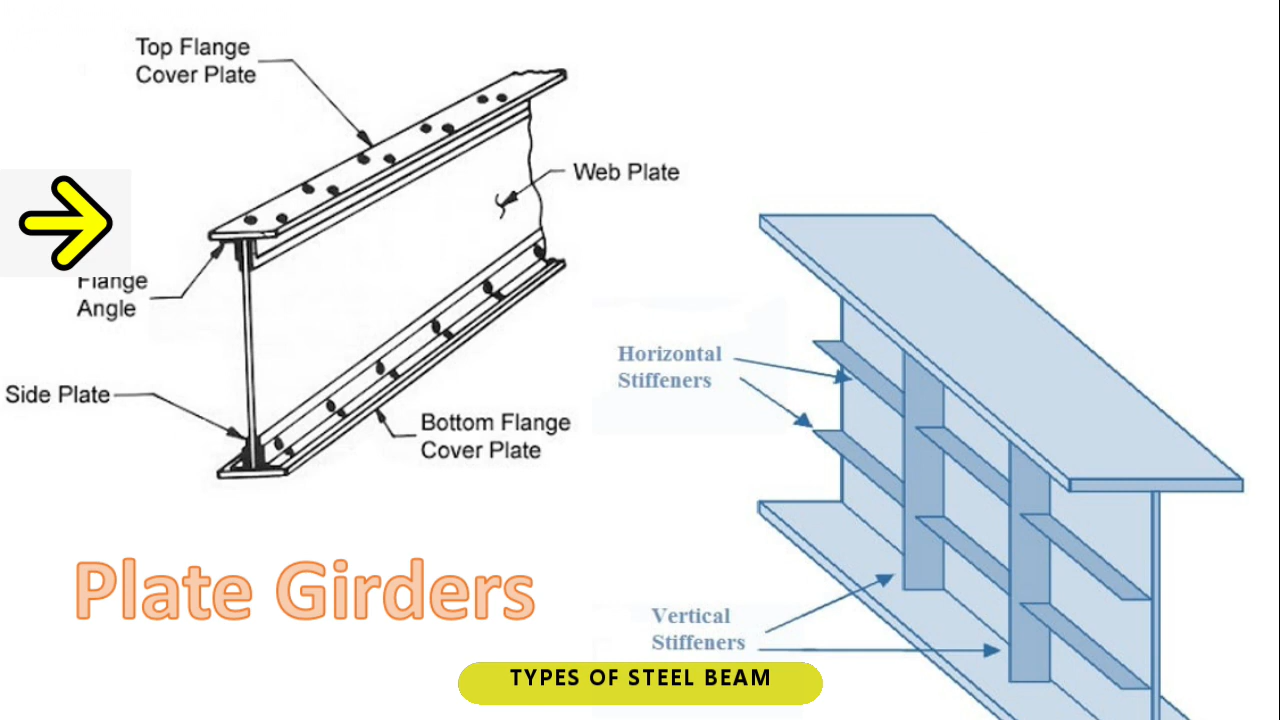 Top Flange
Cover Plate
Web Plate
Flange
Angle
Side Plate
Bottom Flange
Cover Plate
Horizontal
Stiffeners
Vertical
Stiffeners
Plate Girders
TYPES OF STEEL BEAM